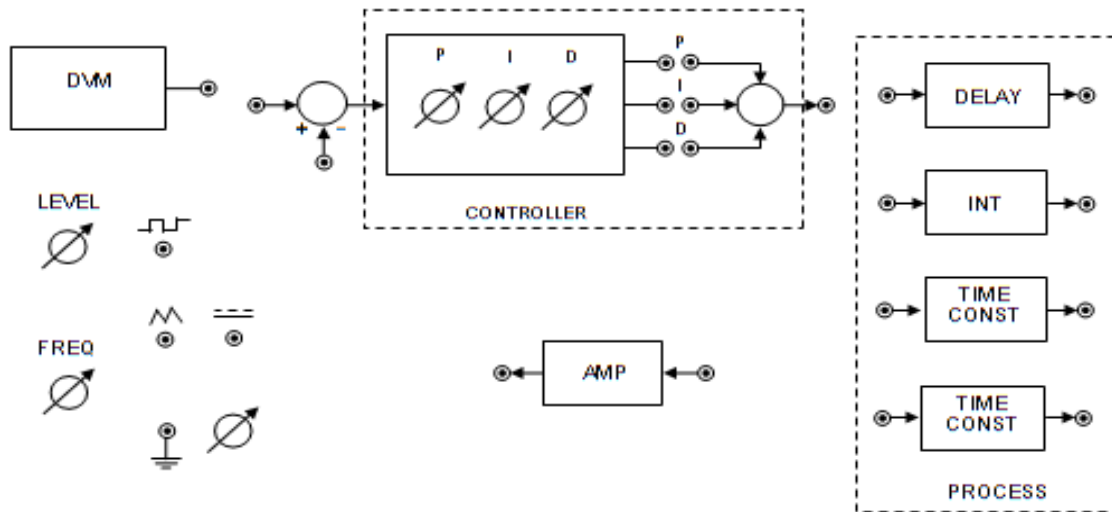 DVM
P I D
P
I
D
+ −
CONTROLLER
LEVEL
FREQ
AMP
DELAY
INT
TIME
CONST
TIME
CONST
PROCESS